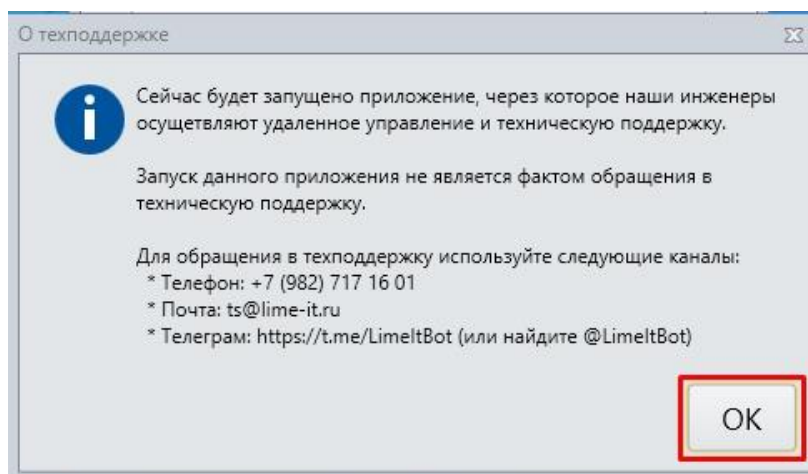 О техподдержке
Сейчас будет запущено приложение, через которое наши инженеры
осущетвляют удаленное управление и техническую поддержку.
Запуск данного приложения не является фактом обращения в
техническую поддержку.
Для обращения в техподдержку используйте следующие каналы:
* Телефон: +7 (982) 717 16 01
* Почта: ts@lime-it.ru
* Телеграм: https://t.me/LimeItBot (или найдите @LimeItBot)
OK